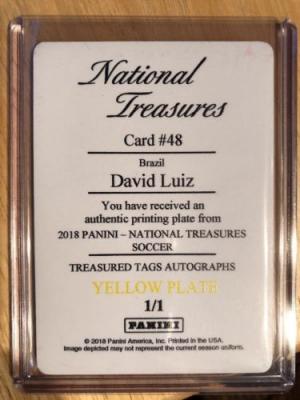 National
Treasures
Card #48
Brazil
David Luiz
You have received an
authentic printing plate from
2018 PANINI – NATIONAL TREASURES
SOCCER
TREASURED TAGS AUTOGRAPHS
YELLOW PLATE
1/1
PANINI
© 2018 Panini America, Inc. Printed in the USA.
Image depicted may not represent the current season uniform.